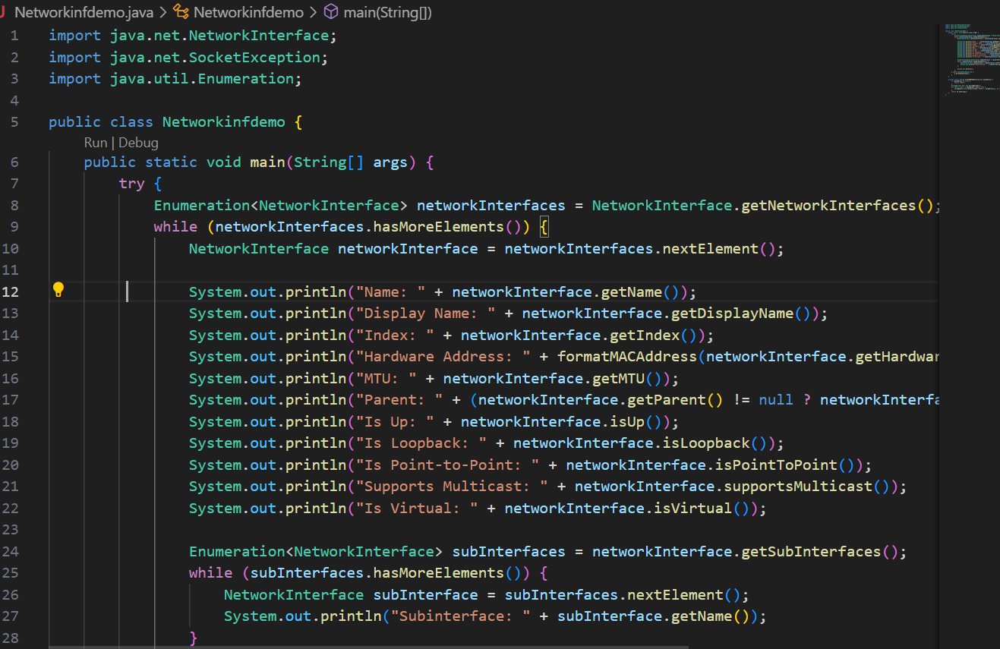 Networkinfdemo.java > Networkinfdemo > main(String[])
1 import java.net.NetworkInterface;
2 import java.net.SocketException;
3 import java.util.Enumeration;
4
5 public class Networkinfdemo {
Run | Debug
6 public static void main(String[] args) {
7 try {
8 Enumeration<NetworkInterface> networkInterfaces = NetworkInterface.getNetworkInterfaces();
9 while (networkInterfaces.hasMoreElements()) {
10 NetworkInterface networkInterface = networkInterfaces.nextElement();
11
12 System.out.println("Name: " + networkInterface.getName());
13 System.out.println("Display Name: " + networkInterface.getDisplayName());
14 System.out.println("Index: " + networkInterface.getIndex());
15 System.out.println("Hardware Address: " + formatMACAddress(networkInterface.getHardwar
16 System.out.println("MTU: " + networkInterface.getMTU());
17 System.out.println("Parent: " + (networkInterface.getParent() != null ? networkInterfa
18 System.out.println("Is Up: " + networkInterface.isUp());
19 System.out.println("Is Loopback: " + networkInterface.isLoopback());
20 System.out.println("Is Point-to-Point: " + networkInterface.isPointToPoint());
21 System.out.println("Supports Multicast: " + networkInterface.supportsMulticast());
22 System.out.println("Is Virtual: " + networkInterface.isVirtual());
23
24 Enumeration<NetworkInterface> subInterfaces = networkInterface.getSubInterfaces();
25 while (subInterfaces.hasMoreElements()) {
26 NetworkInterface subInterface = subInterfaces.nextElement();
27 System.out.println("Subinterface: " + subInterface.getName());
28 }